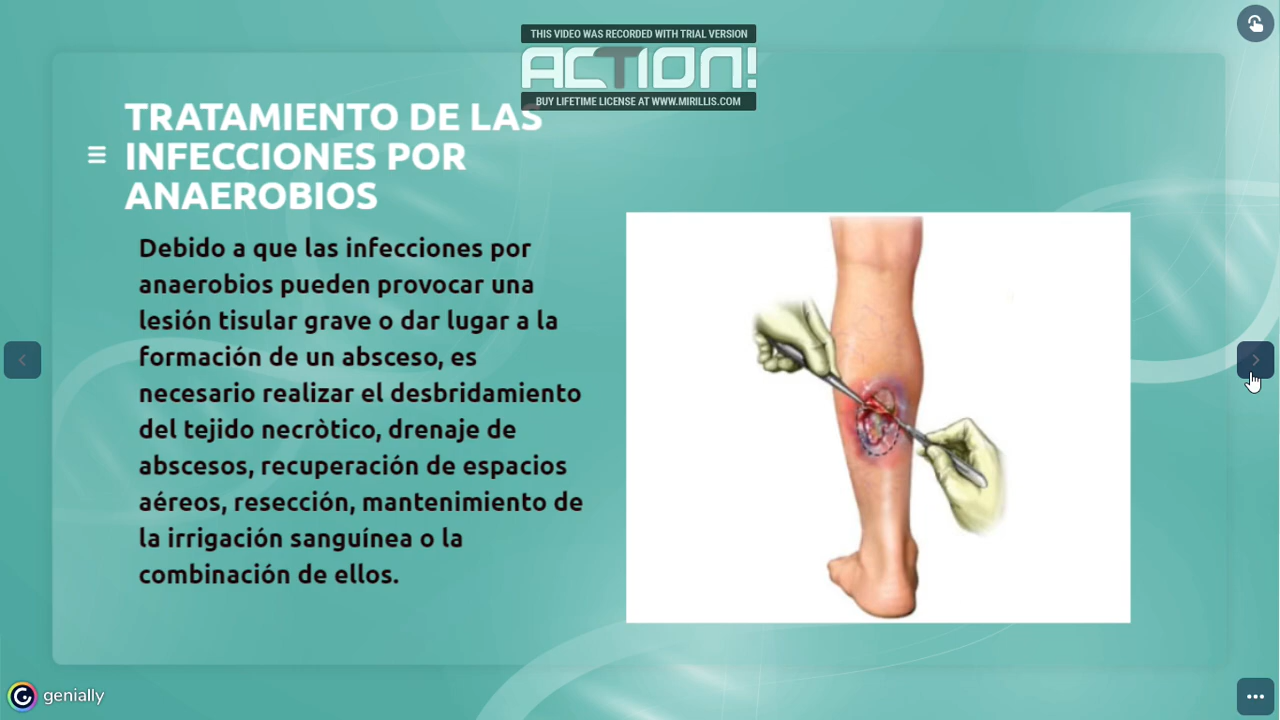 THIS VIDEO WAS RECORDED WITH TRIAL VERSION
ACTION!
BUY LIFETIME LICENSE AT WWW.MIRILLIS.COM
TRATAMIENTO DE LAS
INFECCIONES POR
ANAEROBIOS
Debido a que las infecciones por
anaerobios pueden provocar una
lesión tisular grave o dar lugar a la
formación de un absceso, es
necesario realizar el desbridamiento
del tejido necròtico, drenaje de
abscesos, recuperación de espacios
aéreos, resección, mantenimiento de
la irrigación sanguínea o la
combinación de ellos.
genially